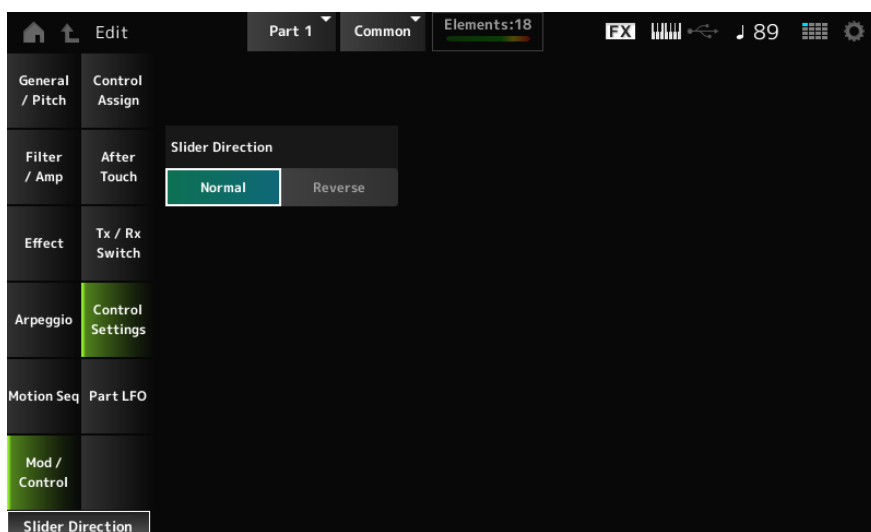 Edit
Part 1
Common
Elements:18
FX
♩ 89
General
/ Pitch
Control
Assign
Filter
/ Amp
After
Touch
Slider Direction
Normal
Reverse
Effect
Tx / Rx
Switch
Arpeggio
Control
Settings
Motion Seq
Part LFO
Mod /
Control
Slider Direction